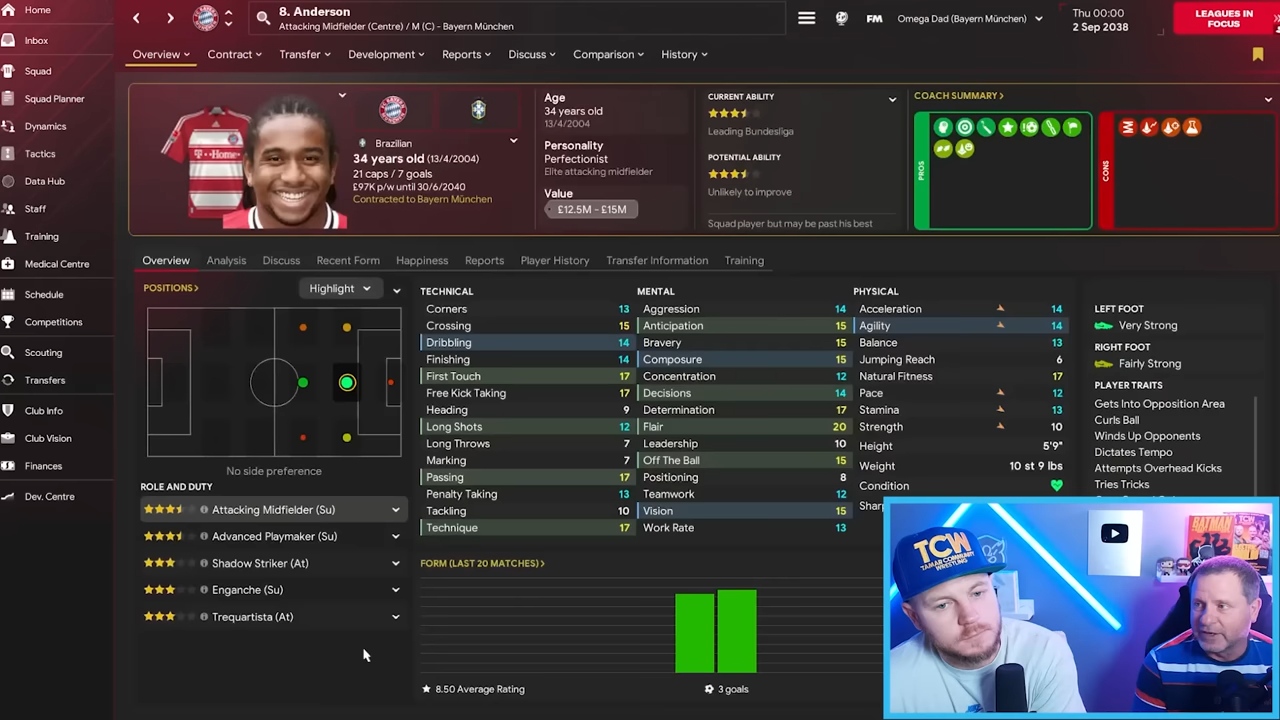 Home
Inbox
Squad
Squad Planner
Dynamics
Tactics
Data Hub
Staff
Training
Medical Centre
Schedule
Competitions
Scouting
Transfers
Club Info
Club Vision
Finances
Dev. Centre
8. Anderson
Attacking Midfielder (Centre) / M (C) - Bayern München
FM
Omega Dad (Bayern München)
Thu 00:00
2 Sep 2038
LEAGUES IN
FOCUS
Overview
Contract
Transfer
Development
Reports
Discuss
Comparison
History
T··Home·
Brazilian
34 years old (13/4/2004)
21 caps / 7 goals
£97K p/w until 30/6/2040
Contracted to Bayern München
Age
34 years old
13/4/2004
Personality
Perfectionist
Elite attacking midfielder
Value
£12.5M - £15M
CURRENT ABILITY
Leading Bundesliga
POTENTIAL ABILITY
Unlikely to improve
Squad player but may be past his best
COACH SUMMARY >
PROS
CONS
Overview
Analysis
Discuss
Recent Form
Happiness
Reports
Player History
Transfer Information
Training
POSITIONS >
Highlight
No side preference
ROLE AND DUTY
Attacking Midfielder (Su)
Advanced Playmaker (Su)
Shadow Striker (At)
Enganche (Su)
Trequartista (At)
TECHNICAL
Corners 13
Crossing 15
Dribbling 14
Finishing 14
First Touch 17
Free Kick Taking 17
Heading 9
Long Shots 12
Long Throws 7
Marking 7
Passing 17
Penalty Taking 13
Tackling 10
Technique 17
MENTAL
Aggression 14
Anticipation 15
Bravery 15
Composure 15
Concentration 12
Decisions 14
Determination 17
Flair 20
Leadership 10
Off The Ball 15
Positioning 8
Teamwork 12
Vision 15
Work Rate 13
PHYSICAL
Acceleration 14
Agility 14
Balance 13
Jumping Reach 6
Natural Fitness 17
Pace 12
Stamina 13
Strength 10
Height 5'9"
Weight 10 st 9 lbs
Condition
LEFT FOOT
Very Strong
RIGHT FOOT
Fairly Strong
PLAYER TRAITS
Gets Into Opposition Area
Curls Ball
Winds Up Opponents
Dictates Tempo
Attempts Overhead Kicks
Tries Tricks
FORM (LAST 20 MATCHES) >
8.50 Average Rating
3 goals
TCW
TAMAR COMMUNITY
WRESTLING
BATMAN
TCW